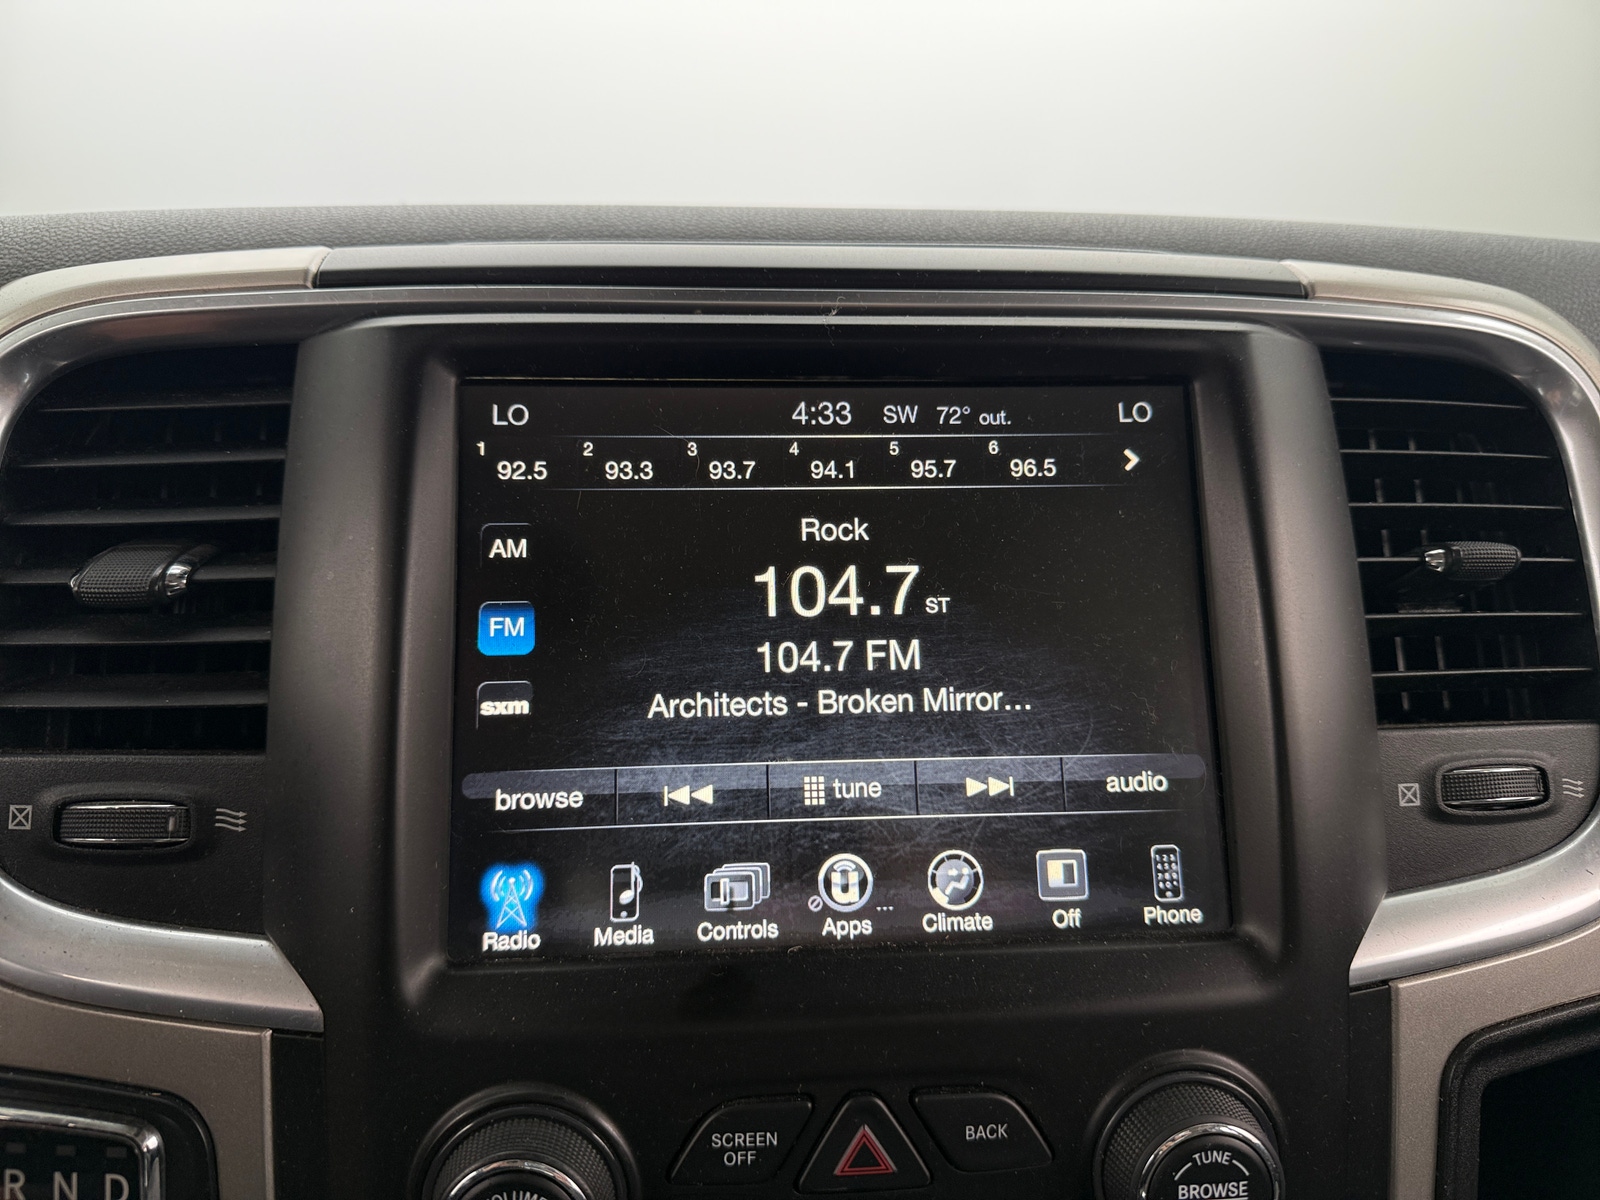 LO 4:33 SW 72° out. LO
1 92.5 2 93.3 3 93.7 4 94.1 5 95.7 6 96.5
Rock
AM
104.7 ST
FM
104.7 FM
sxm
Architects - Broken Mirror...
browse tune audio
Radio Media Controls Apps ... Climate Off Phone
SCREEN OFF
BACK
TUNE
BROWSE
VOLUME
R N D